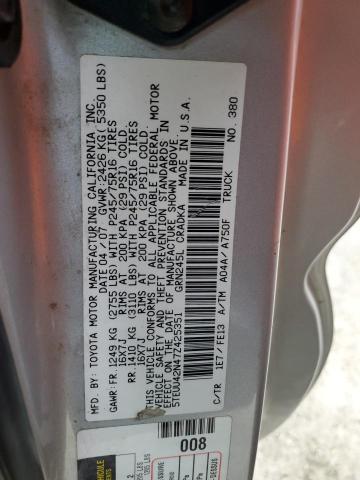 MFD. BY: TOYOTA MOTOR MANUFACTURING CALIFORNIA INC.
DATE 04/07 GVWR: 2426 KG( 5350 LBS)
GAWR: FR. 1249 KG (2755 LBS) WITH P245/75R16 TIRES
16X7J RIMS AT 200 KPA (29 PSI) COLD.
RR. 1410 KG (3110 LBS) WITH P245/75R16 TIRES
16X7J RIMS AT 200 KPA (29 PSI) COLD.
THIS VEHICLE CONFORMS TO ALL APPLICABLE FEDERAL MOTOR
VEHICLE SAFETY AND THEFT PREVENTION STANDARDS IN
EFFECT ON THE DATE OF MANUFACTURE SHOWN ABOVE.
5TEUU42N47Z425351 TRUCK
GRN245L CRADKA MADE IN U.S.A.
C/TR 1E7 / FE13 A/TM A04A/A750F NO. 380
008